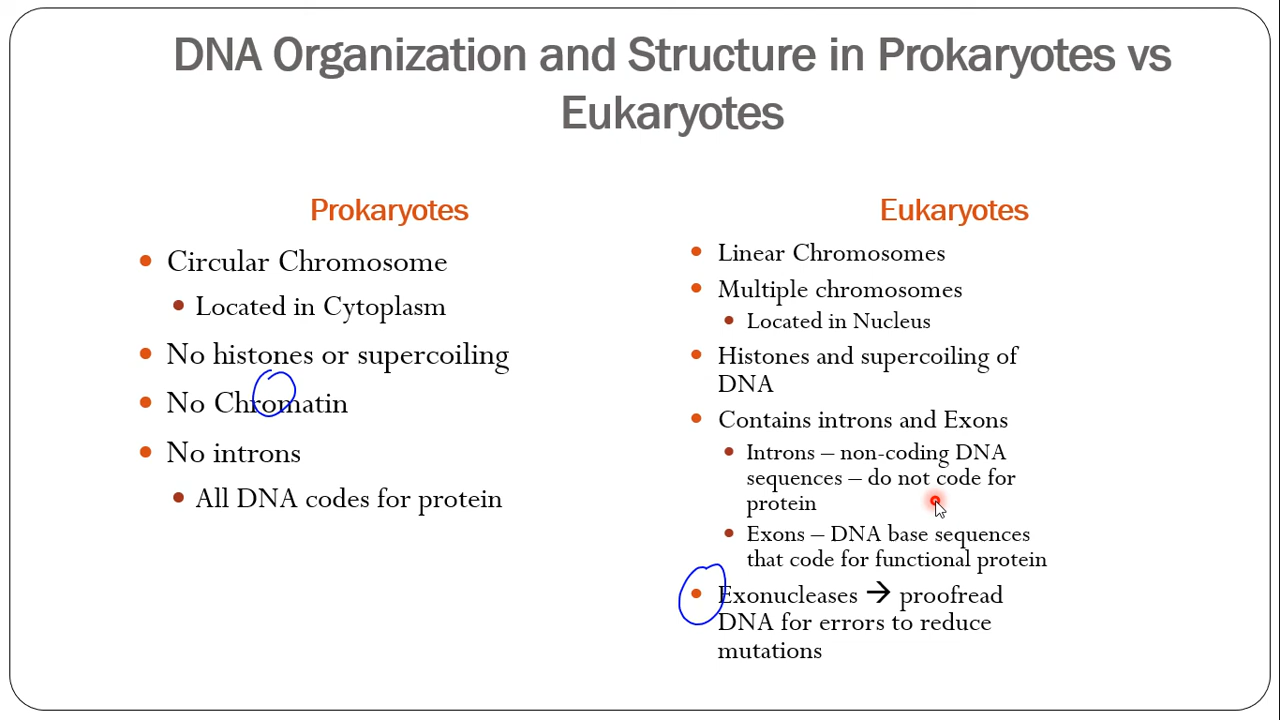 DNA Organization and Structure in Prokaryotes vs
Eukaryotes
Prokaryotes
• Circular Chromosome
• Located in Cytoplasm
• No histones or supercoiling
• No Chromatin
• No introns
• All DNA codes for protein
Eukaryotes
• Linear Chromosomes
• Multiple chromosomes
• Located in Nucleus
• Histones and supercoiling of
DNA
• Contains introns and Exons
• Introns – non-coding DNA
sequences – do not code for
protein
• Exons – DNA base sequences
that code for functional protein
• Exonucleases → proofread
DNA for errors to reduce
mutations